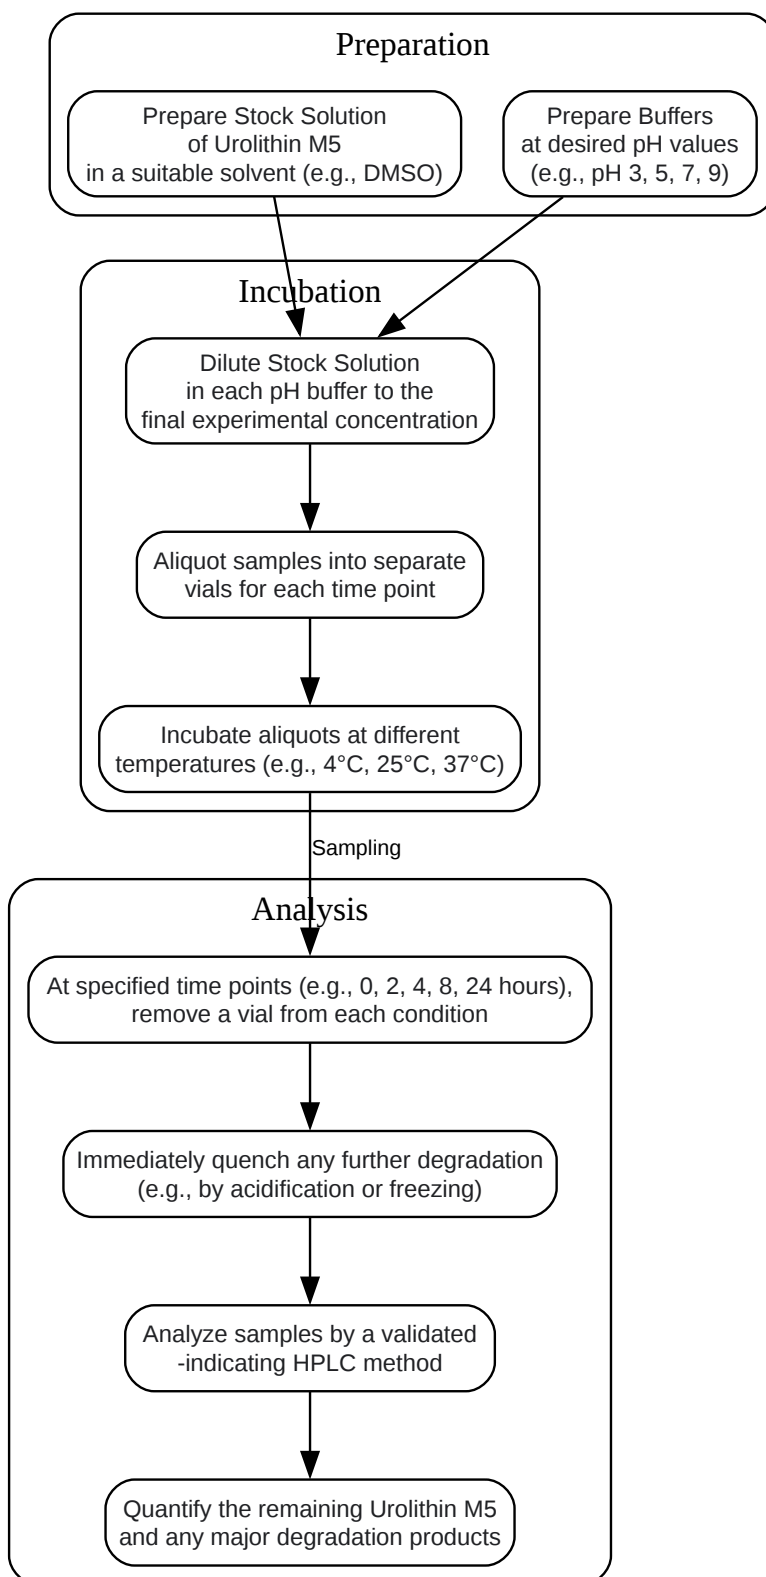 Preparation
Prepare Stock Solution
of Urolithin M5
in a suitable solvent (e.g., DMSO)
Prepare Buffers
at desired pH values
(e.g., pH 3, 5, 7, 9)
Incubation
Dilute Stock Solution
in each pH buffer to the
final experimental concentration
Aliquot samples into separate
vials for each time point
Incubate aliquots at different
temperatures (e.g., 4°C, 25°C, 37°C)
Sampling
Analysis
At specified time points (e.g., 0, 2, 4, 8, 24 hours),
remove a vial from each condition
Immediately quench any further degradation
(e.g., by acidification or freezing)
Analyze samples by a validated
-indicating HPLC method
Quantify the remaining Urolithin M5
and any major degradation products